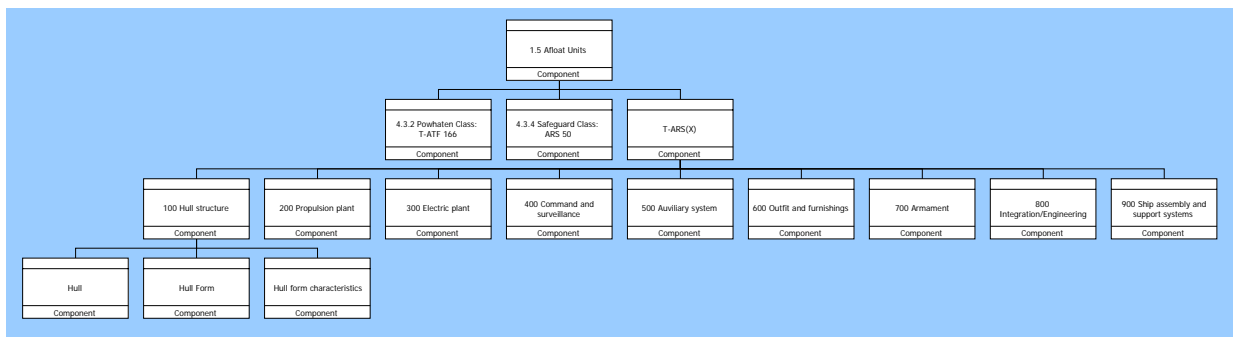 1.5 Afloat Units
Component
4.3.2 Powhaten Class:
T-ATF 166
Component
4.3.4 Safeguard Class:
ARS 50
Component
T-ARS(X)
Component
100 Hull structure
Component
200 Propulsion plant
Component
300 Electric plant
Component
400 Command and
surveillance
Component
500 Auviliary system
Component
600 Outfit and furnishings
Component
700 Armament
Component
800
Integration/Engineering
Component
900 Ship assembly and
support systems
Component
Hull
Component
Hull Form
Component
Hull form characteristics
Component